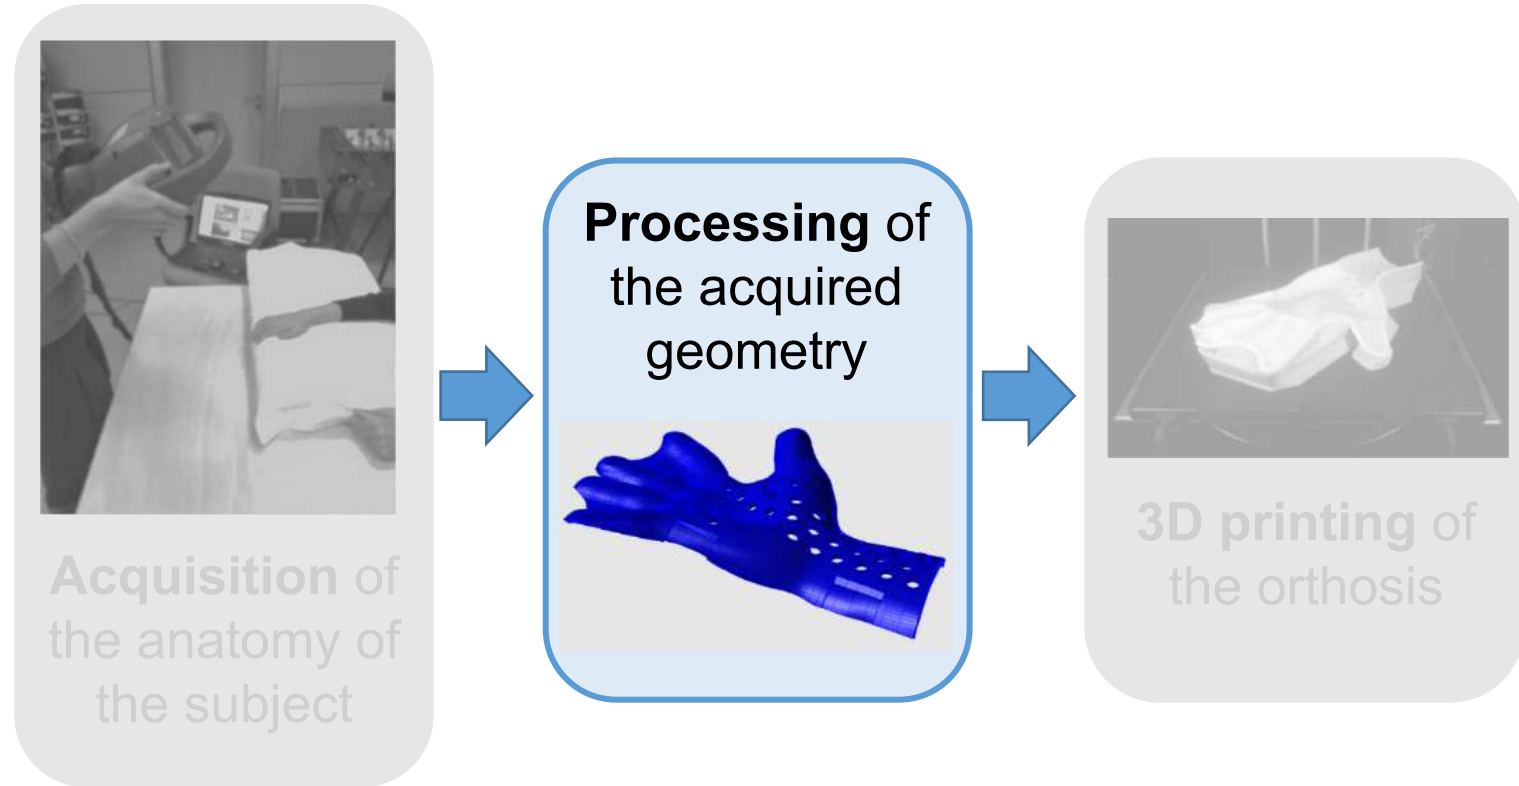 Acquisition of
the anatomy of
the subject
Processing of
the acquired
geometry
3D printing of
the orthosis